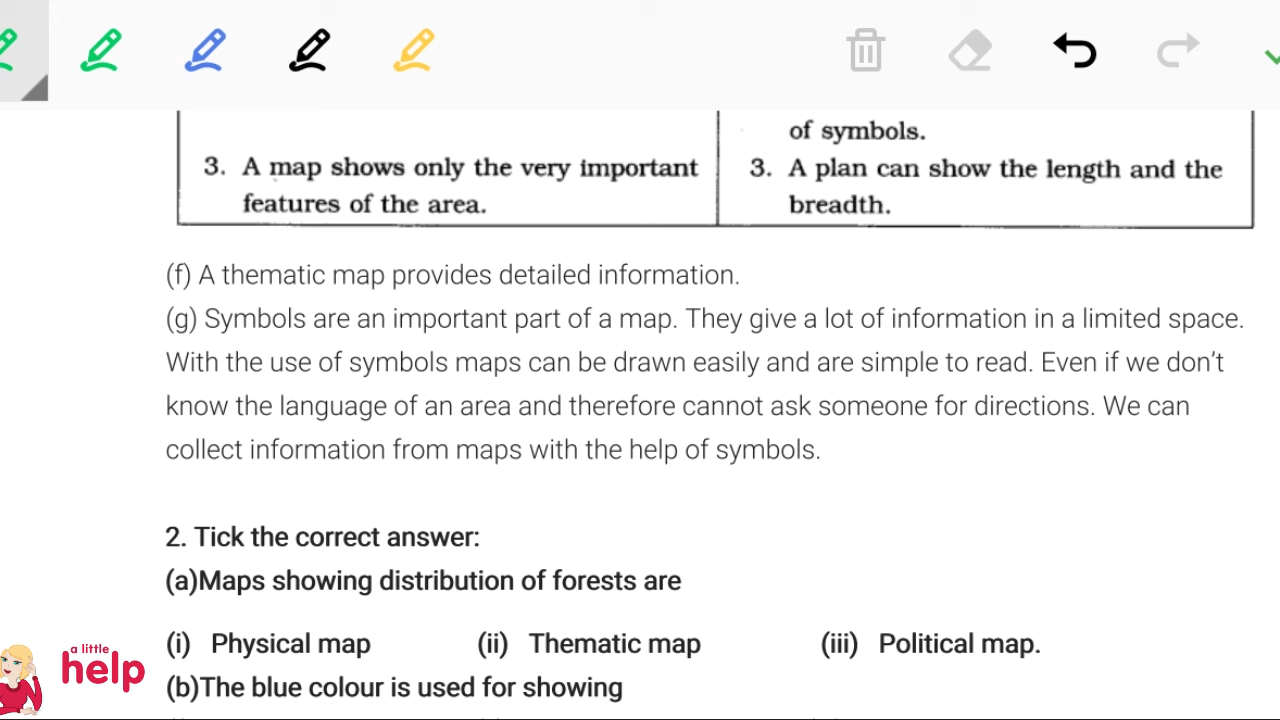 of symbols.
3. A map shows only the very important
features of the area.
3. A plan can show the length and the
breadth.
(f) A thematic map provides detailed information.
(g) Symbols are an important part of a map. They give a lot of information in a limited space.
With the use of symbols maps can be drawn easily and are simple to read. Even if we don’t
know the language of an area and therefore cannot ask someone for directions. We can
collect information from maps with the help of symbols.
2. Tick the correct answer:
(a)Maps showing distribution of forests are
(i) Physical map (ii) Thematic map (iii) Political map.
a little
help
(b)The blue colour is used for showing